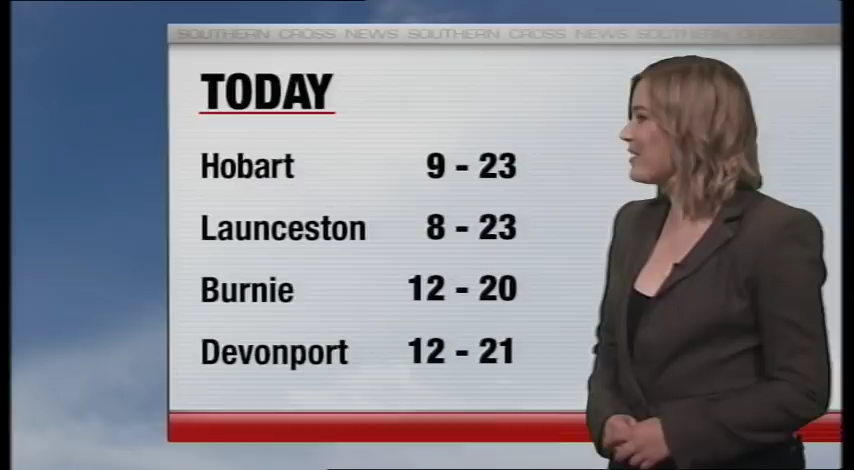 SOUTHERN CROSS NEWS SOUTHERN CROSS NEWS SOUTHERN CROSS
TODAY
Hobart 9 - 23
Launceston 8 - 23
Burnie 12 - 20
Devonport 12 - 21